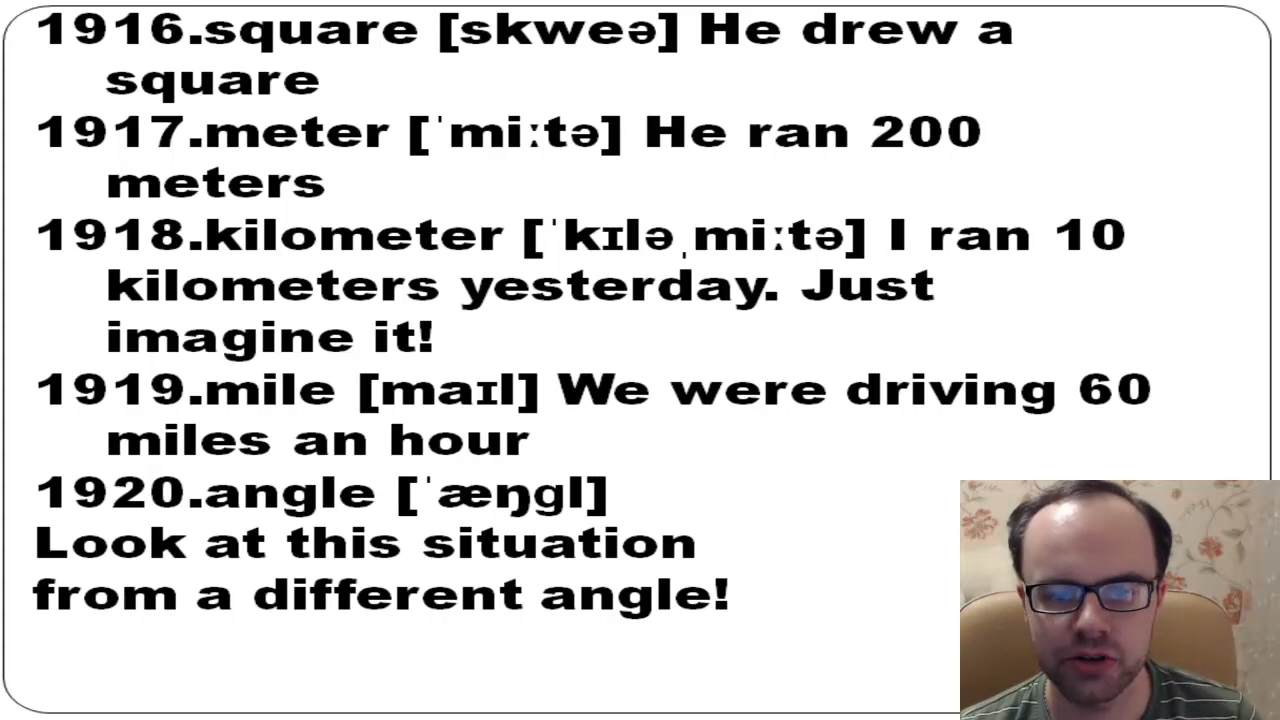 1916.square [skweə] He drew a
square
1917.meter [ˈmiːtə] He ran 200
meters
1918.kilometer [ˈkɪləˌmiːtə] I ran 10
kilometers yesterday. Just
imagine it!
1919.mile [maɪl] We were driving 60
miles an hour
1920.angle [ˈæŋgl]
Look at this situation
from a different angle!